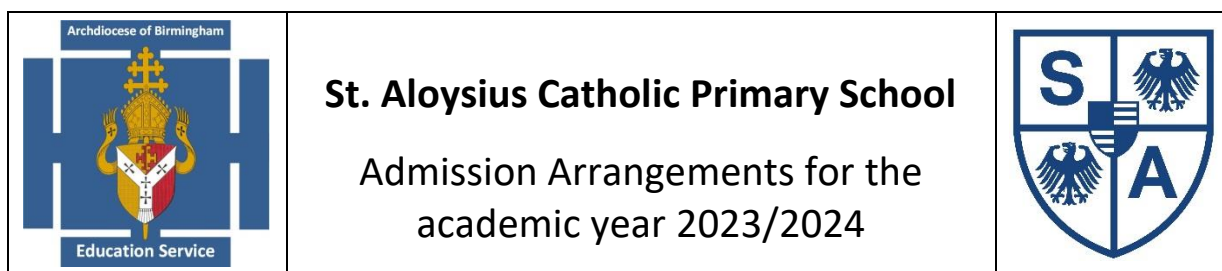 Archdiocese of Birmingham
Education Service
St. Aloysius Catholic Primary School
Admission Arrangements for the
academic year 2023/2024
S
A